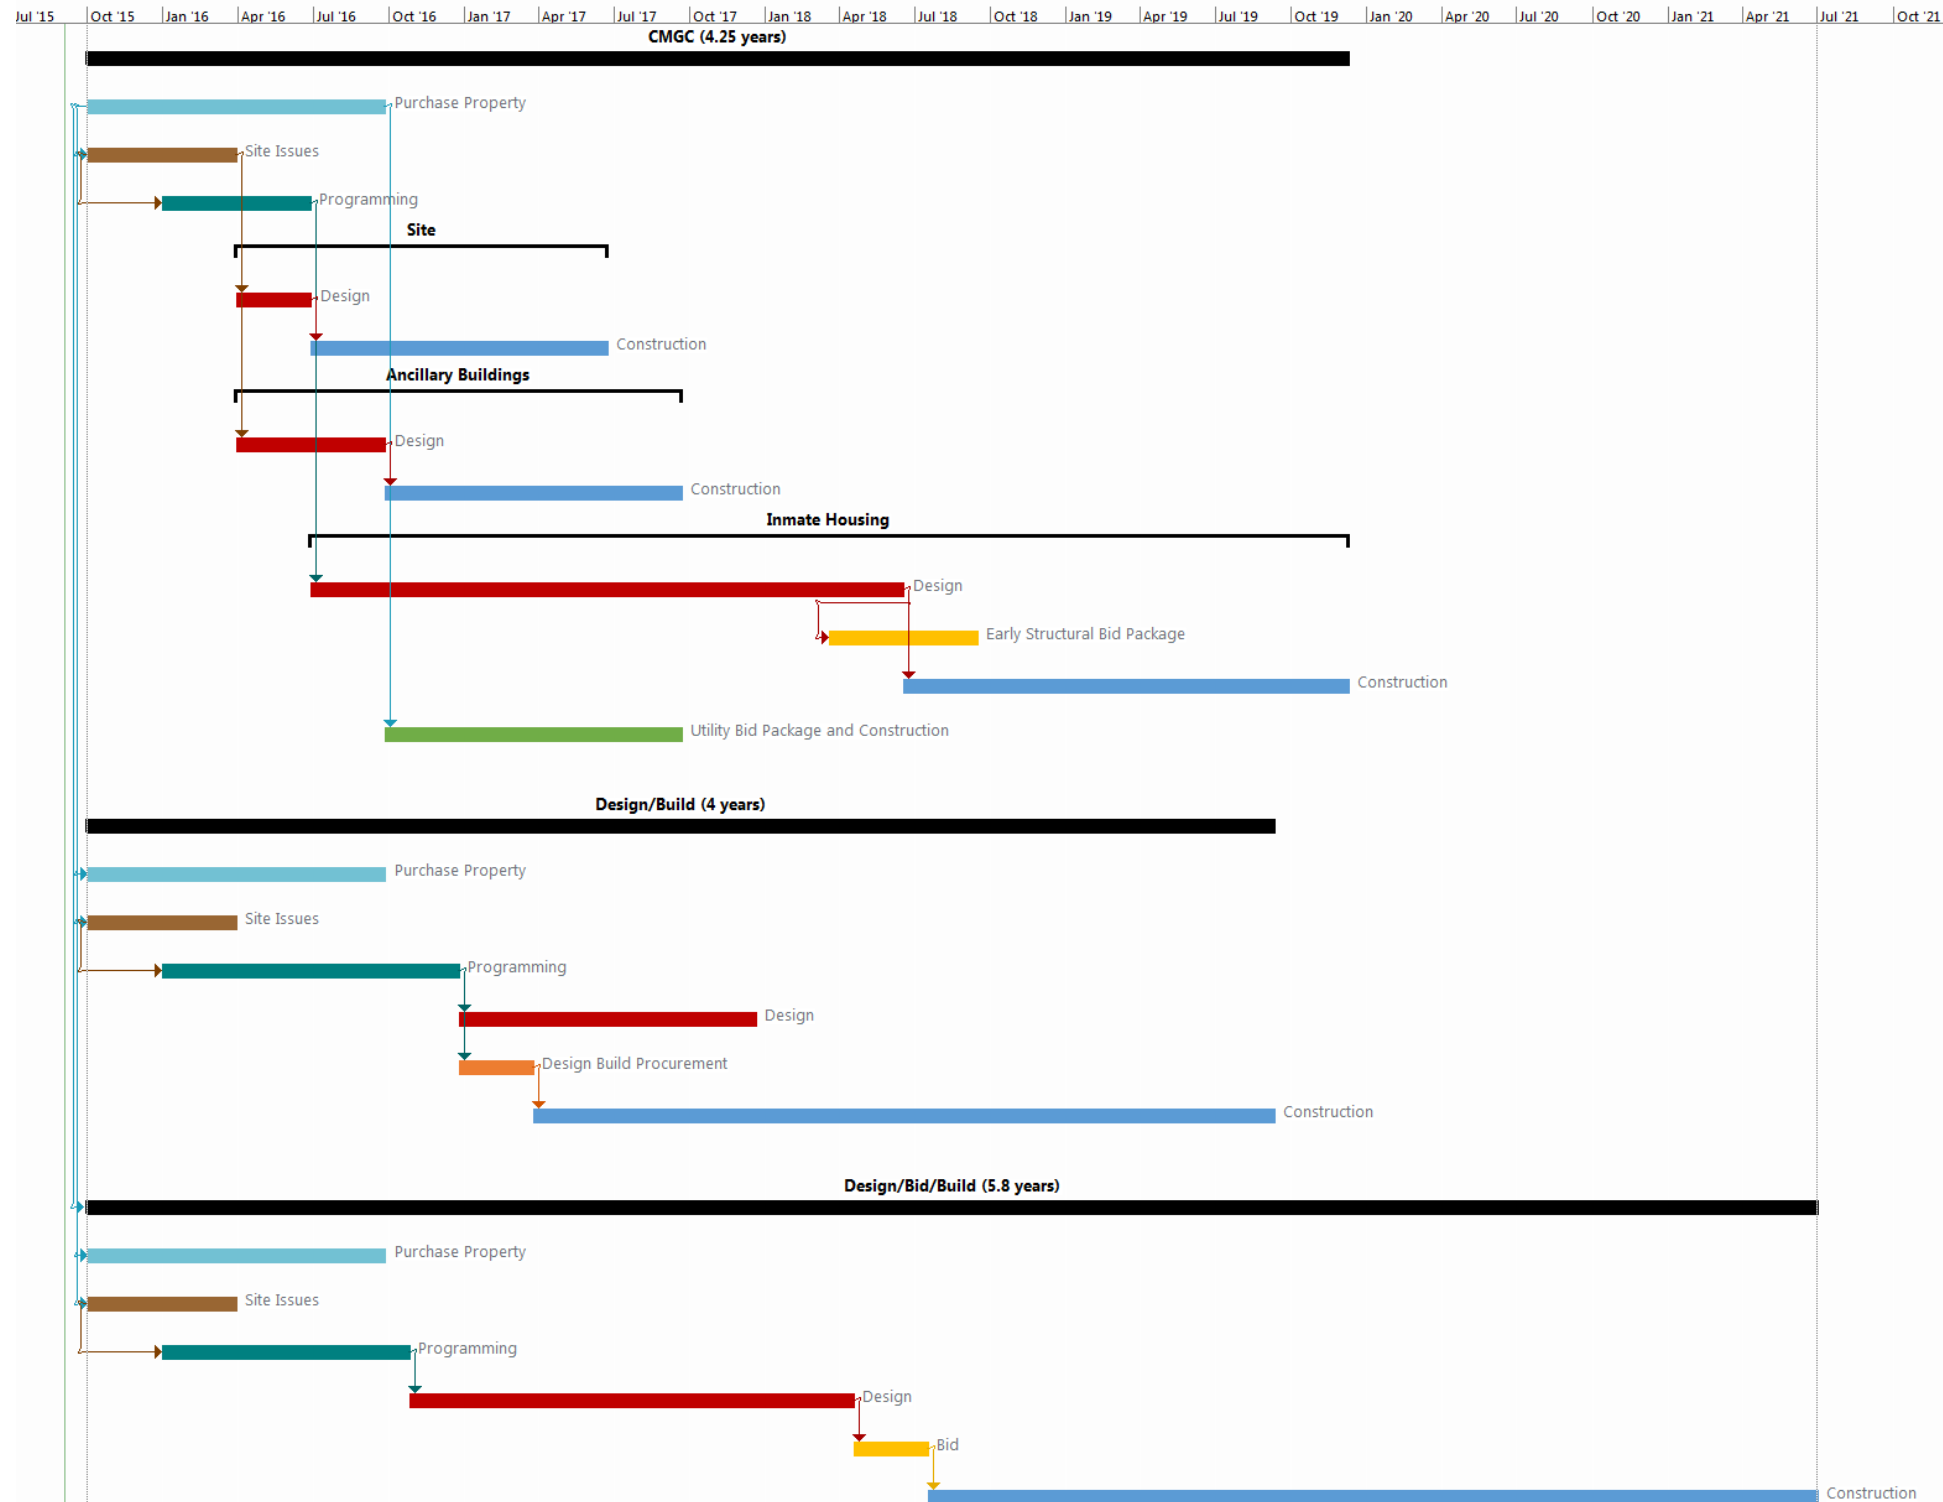 Jul '15 Oct '15 Jan '16 Apr '16 Jul '16 Oct '16 Jan '17 Apr '17 Jul '17 Oct '17 Jan '18 Apr '18 Jul '18 Oct '18 Jan '19 Apr '19 Jul '19 Oct '19 Jan '20 Apr '20 Jul '20 Oct '20 Jan '21 Apr '21 Jul '21 Oct '21
CMGC (4.25 years)
Purchase Property
Site Issues
Programming
Site
Design
Construction
Ancillary Buildings
Design
Construction
Inmate Housing
Design
Early Structural Bid Package
Construction
Utility Bid Package and Construction
Design/Build (4 years)
Purchase Property
Site Issues
Programming
Design
Design Build Procurement
Construction
Design/Bid/Build (5.8 years)
Purchase Property
Site Issues
Programming
Design
Bid
Construction